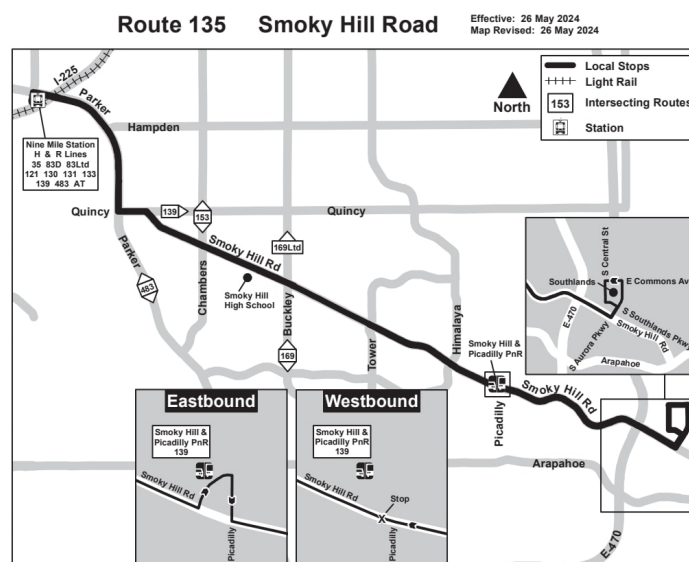 Route 135 Smoky Hill Road
Effective: 26 May 2024
Map Revised: 26 May 2024
Local Stops
Light Rail
153 Intersecting Routes
Station
North
I-225
Parker
Hampden
Nine Mile Station
H & R Lines
35 83D 83Ltd
121 130 131 133
139 483 AT
Quincy
139
153
Quincy
Parker
483
Chambers
Smoky Hill Rd
169Ltd
Smoky Hill
High School
Buckley
169
Tower
Himalaya
Smoky Hill &
Picadilly PnR
Picadilly
Smoky Hill Rd
Arapahoe
E-470
S Central St
Southlands
E Commons Av
E-470
S Aurora Pkwy
S Southlands Pkwy
Smoky Hill Rd
Arapahoe
Eastbound
Smoky Hill &
Picadilly PnR
139
Smoky Hill Rd
Picadilly
Westbound
Smoky Hill &
Picadilly PnR
139
Smoky Hill Rd
Stop
X
Picadilly